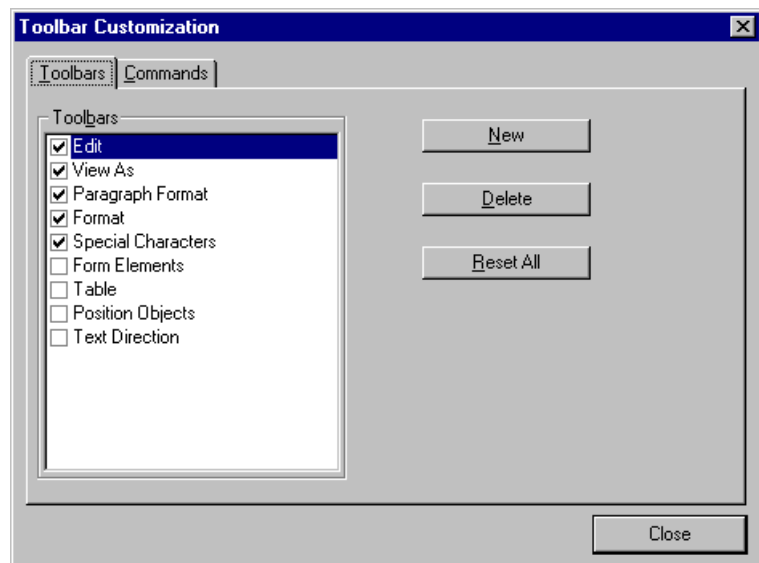 Toolbar Customization
Toolbars Commands
Toolbars
Edit
View As
Paragraph Format
Format
Special Characters
Form Elements
Table
Position Objects
Text Direction
New
Delete
Reset All
Close